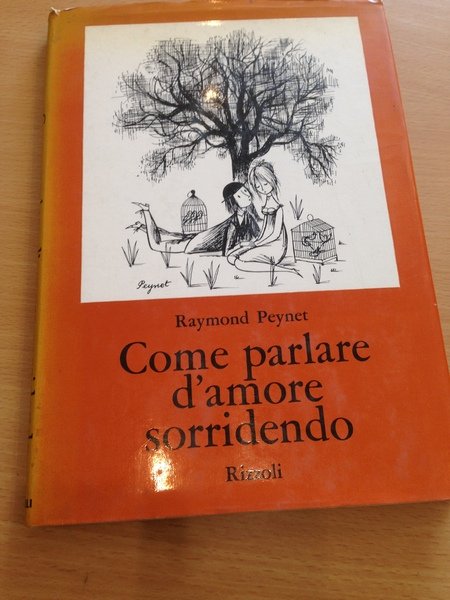 Peynet
Raymond Peynet
Come parlare
d'amore
sorridendo
Rizzoli